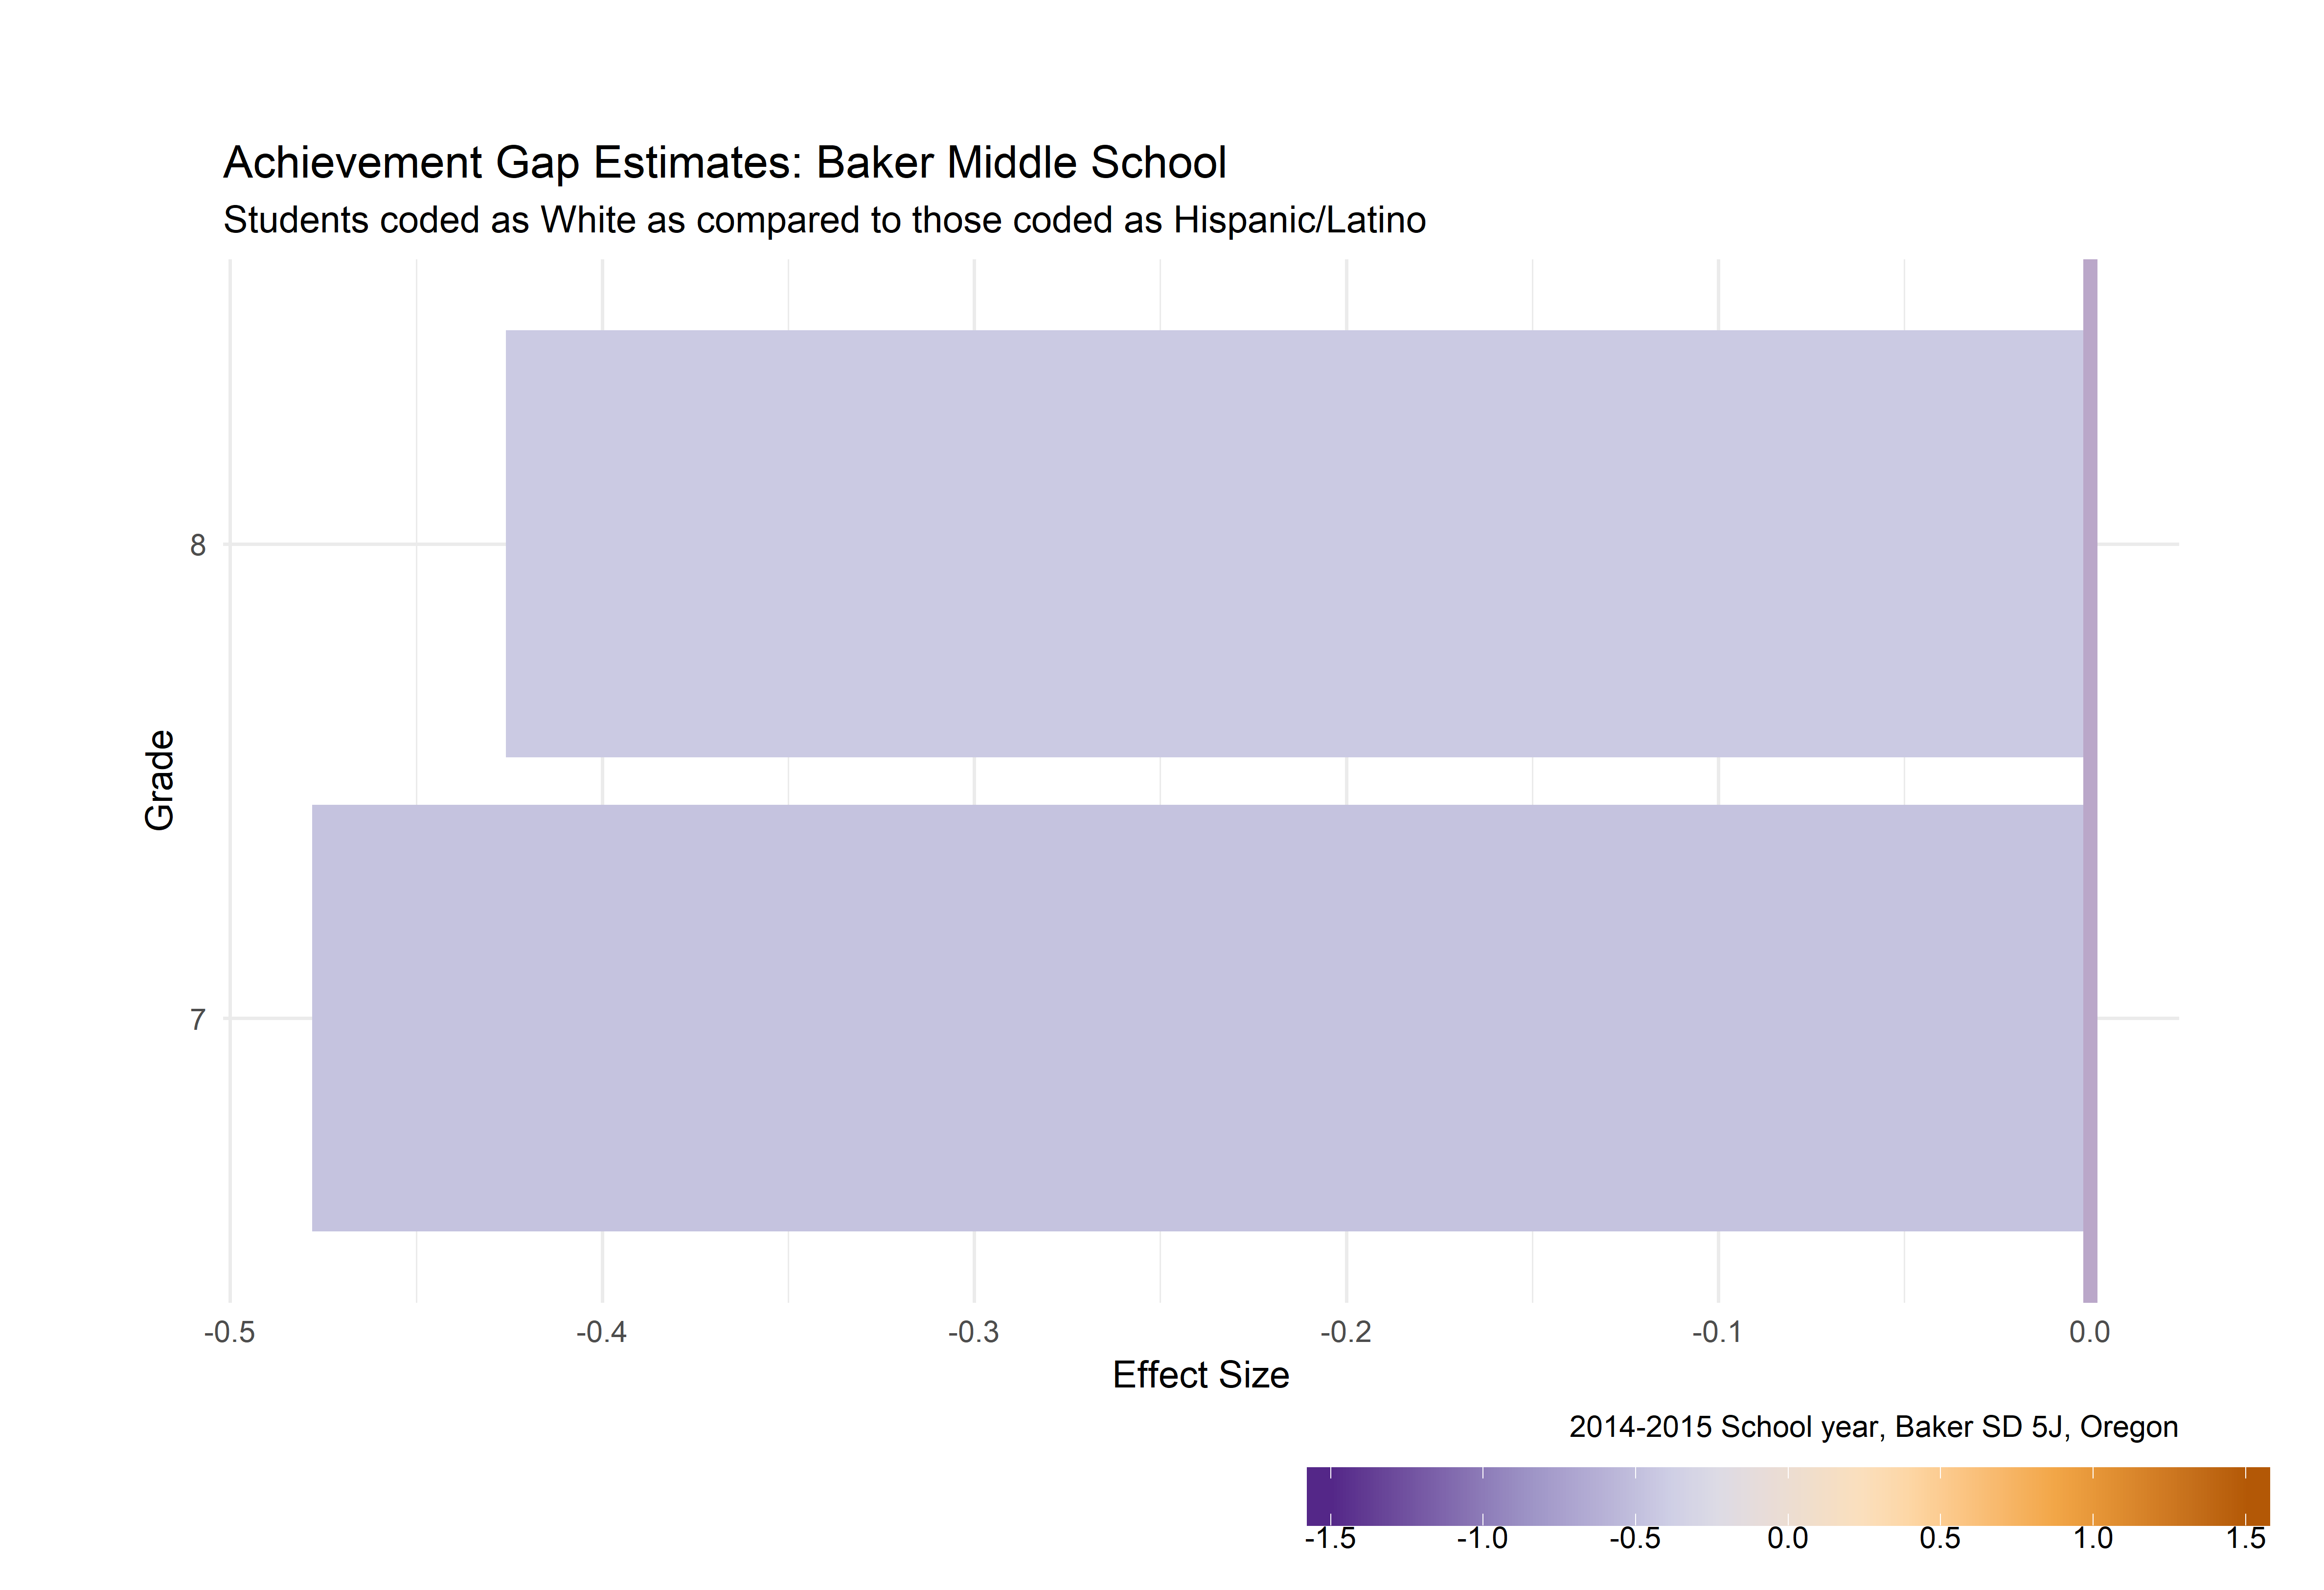 Achievement Gap Estimates: Baker Middle School
Students coded as White as compared to those coded as Hispanic/Latino
Grade
8
7
-0.5 -0.4 -0.3 -0.2 -0.1 0.0
Effect Size
2014-2015 School year, Baker SD 5J, Oregon
-1.5 -1.0 -0.5 0.0 0.5 1.0 1.5